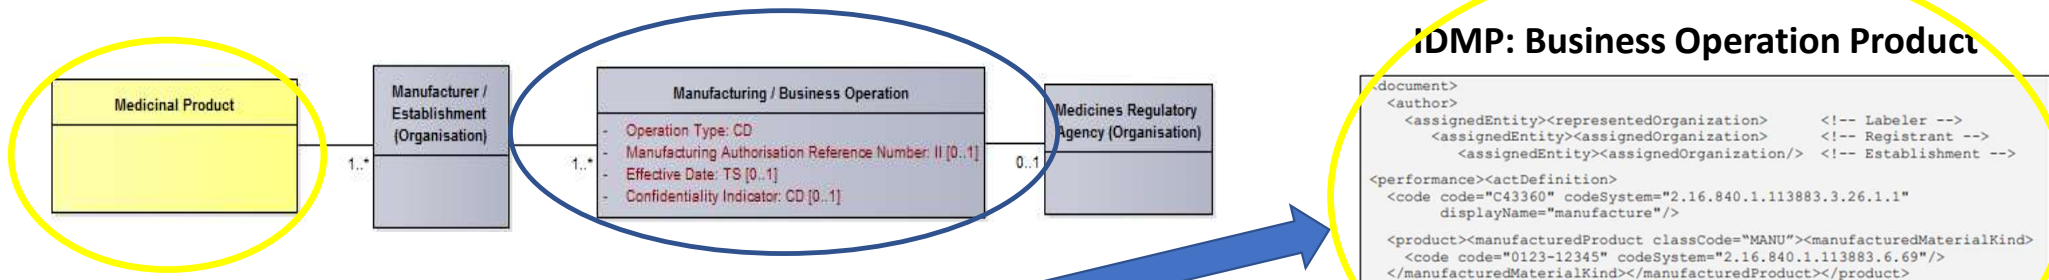 IDMP: Business Operation Product
Medicinal Product
Manufacturer /
Establishment
(Organisation)
1..*
Manufacturing / Business Operation
- Operation Type: CD
- Manufacturing Authorisation Reference Number: II [0..1]
- Effective Date: TS [0..1]
- Confidentiality Indicator: CD [0..1]
1..*
Medicines Regulatory
Agency (Organisation)
0..1
<document>
<author>
<assignedEntity><representedOrganization> <!-- Labeler -->
<assignedEntity><assignedOrganization> <!-- Registrant -->
<assignedEntity><assignedOrganization/> <!-- Establishment -->
<performance><actDefinition>
<code code="C43360" codeSystem="2.16.840.1.113883.3.26.1.1"
displayName="manufacture"/>
<product><manufacturedProduct classCode="MANU"><manufacturedMaterialKind>
<code code="0123-12345" codeSystem="2.16.840.1.113883.6.69"/>
</manufacturedMaterialKind></manufacturedProduct></product>